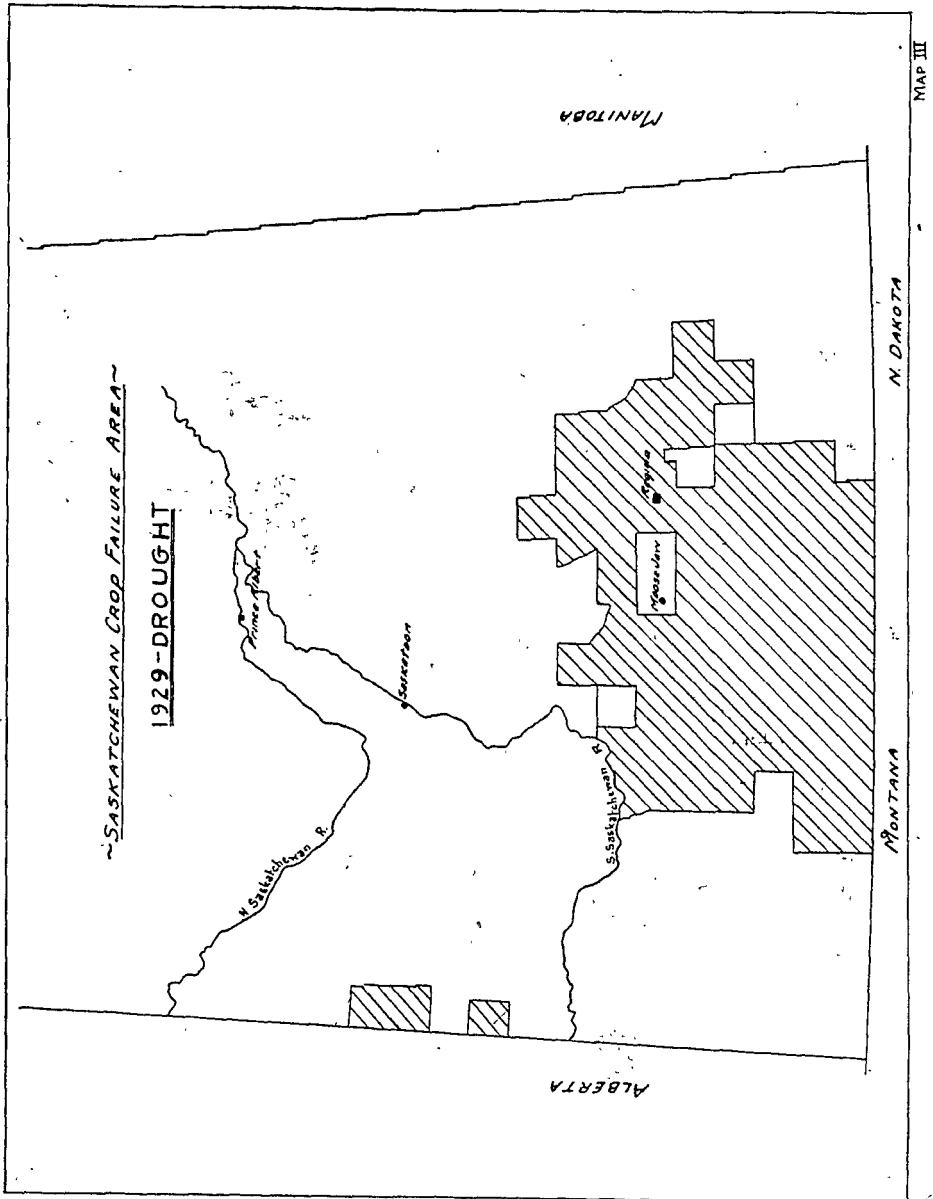 MAP III
~SASKATCHEWAN CROP FAILURE AREA~
1929-DROUGHT
MANITOBA
ALBERTA
N. DAKOTA
MONTANA
Prince Albert
Saskatoon
Regina
Moose Jaw
N Saskatchewan R.
S. Saskatchewan R